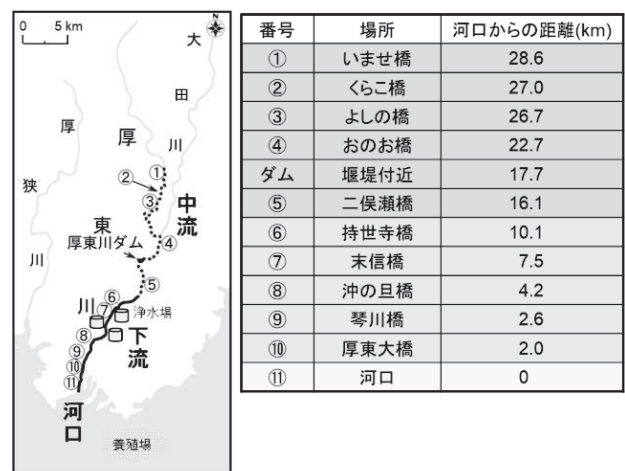 0 5 km
N
大
田
川
厚
狭
川
厚
東
川
①
②
③
中流
④
厚東川ダム
⑤
⑥
⑦
浄水場
⑧
下流
⑨
⑩
⑪
河口
養殖場
番号 場所 河口からの距離(km)
① いませ橋 28.6
② くらこ橋 27.0
③ よしの橋 26.7
④ おのお橋 22.7
ダム 堰堤付近 17.7
⑤ 二俣瀬橋 16.1
⑥ 持世寺橋 10.1
⑦ 末信橋 7.5
⑧ 沖の旦橋 4.2
⑨ 琴川橋 2.6
⑩ 厚東大橋 2.0
⑪ 河口 0